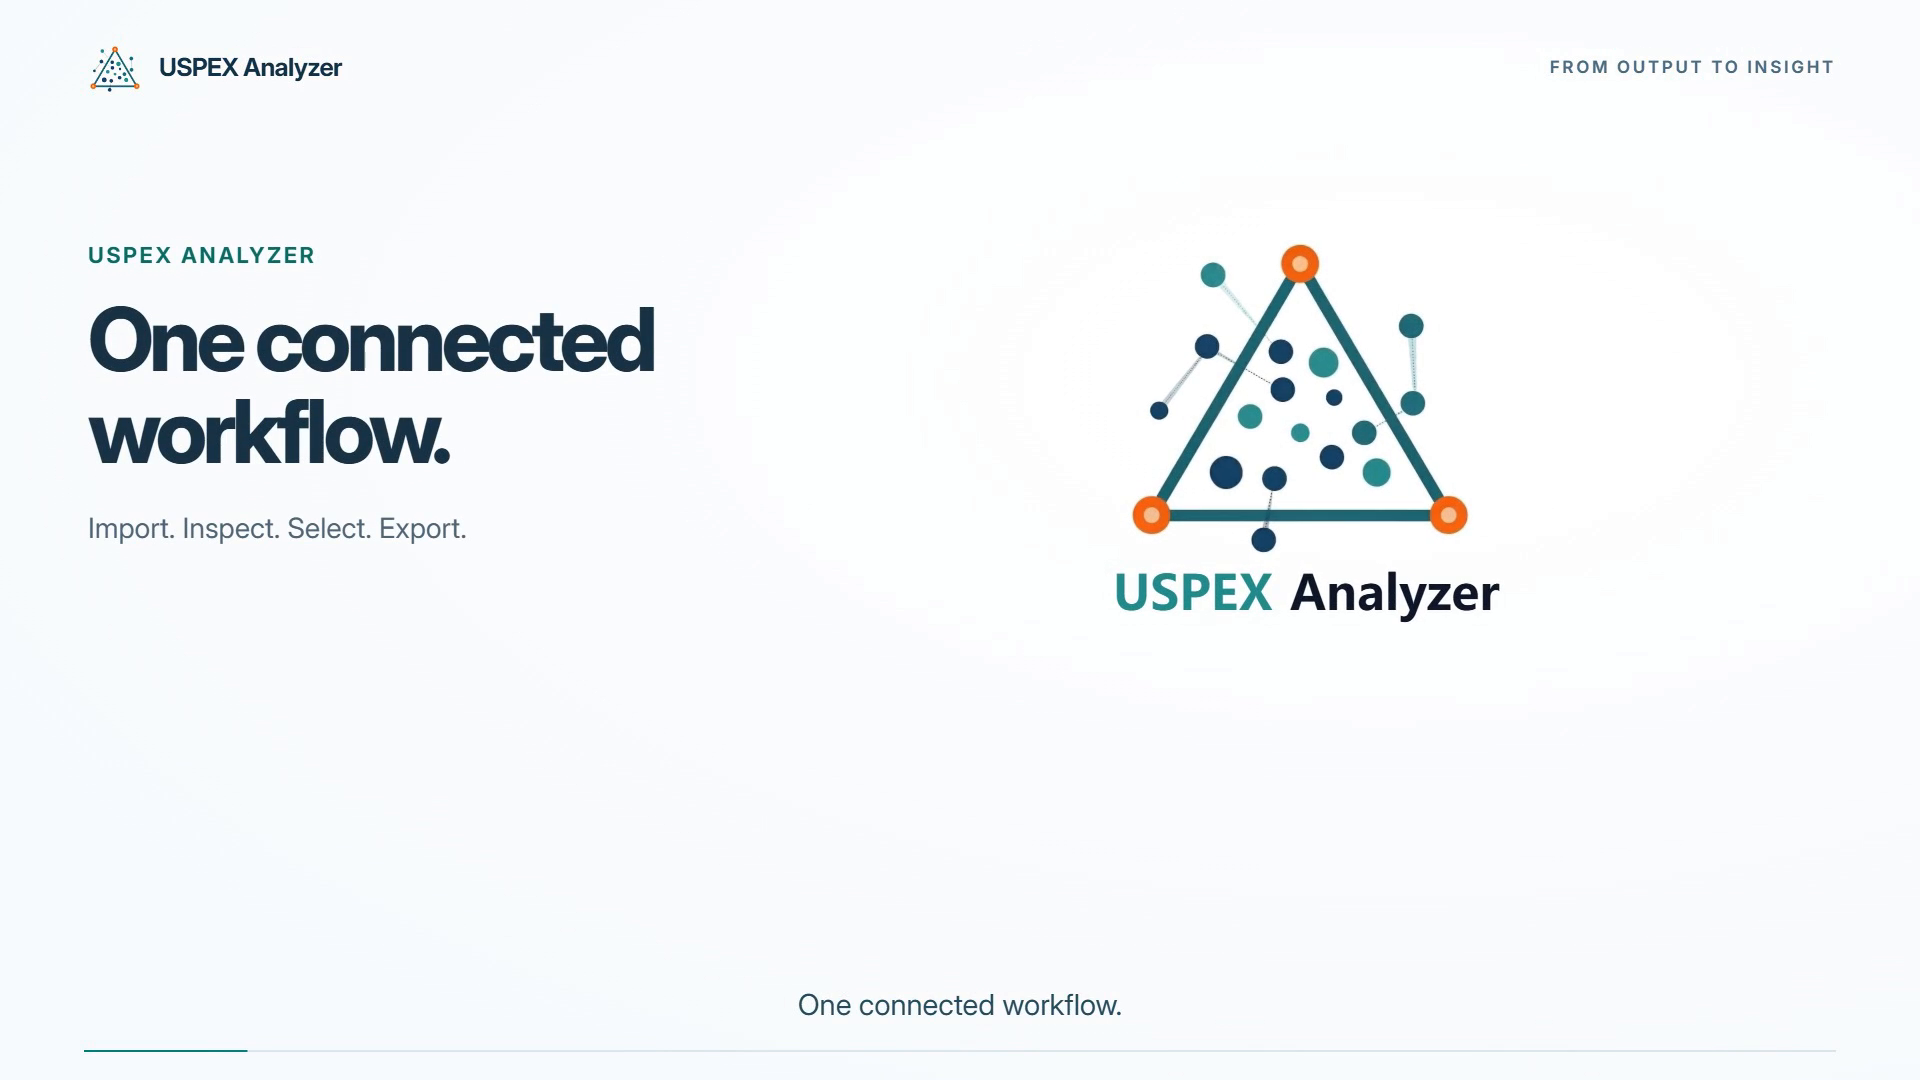 USPEX Analyzer
FROM OUTPUT TO INSIGHT
USPEX ANALYZER
One connected
workflow.
Import. Inspect. Select. Export.
USPEX Analyzer
One connected workflow.